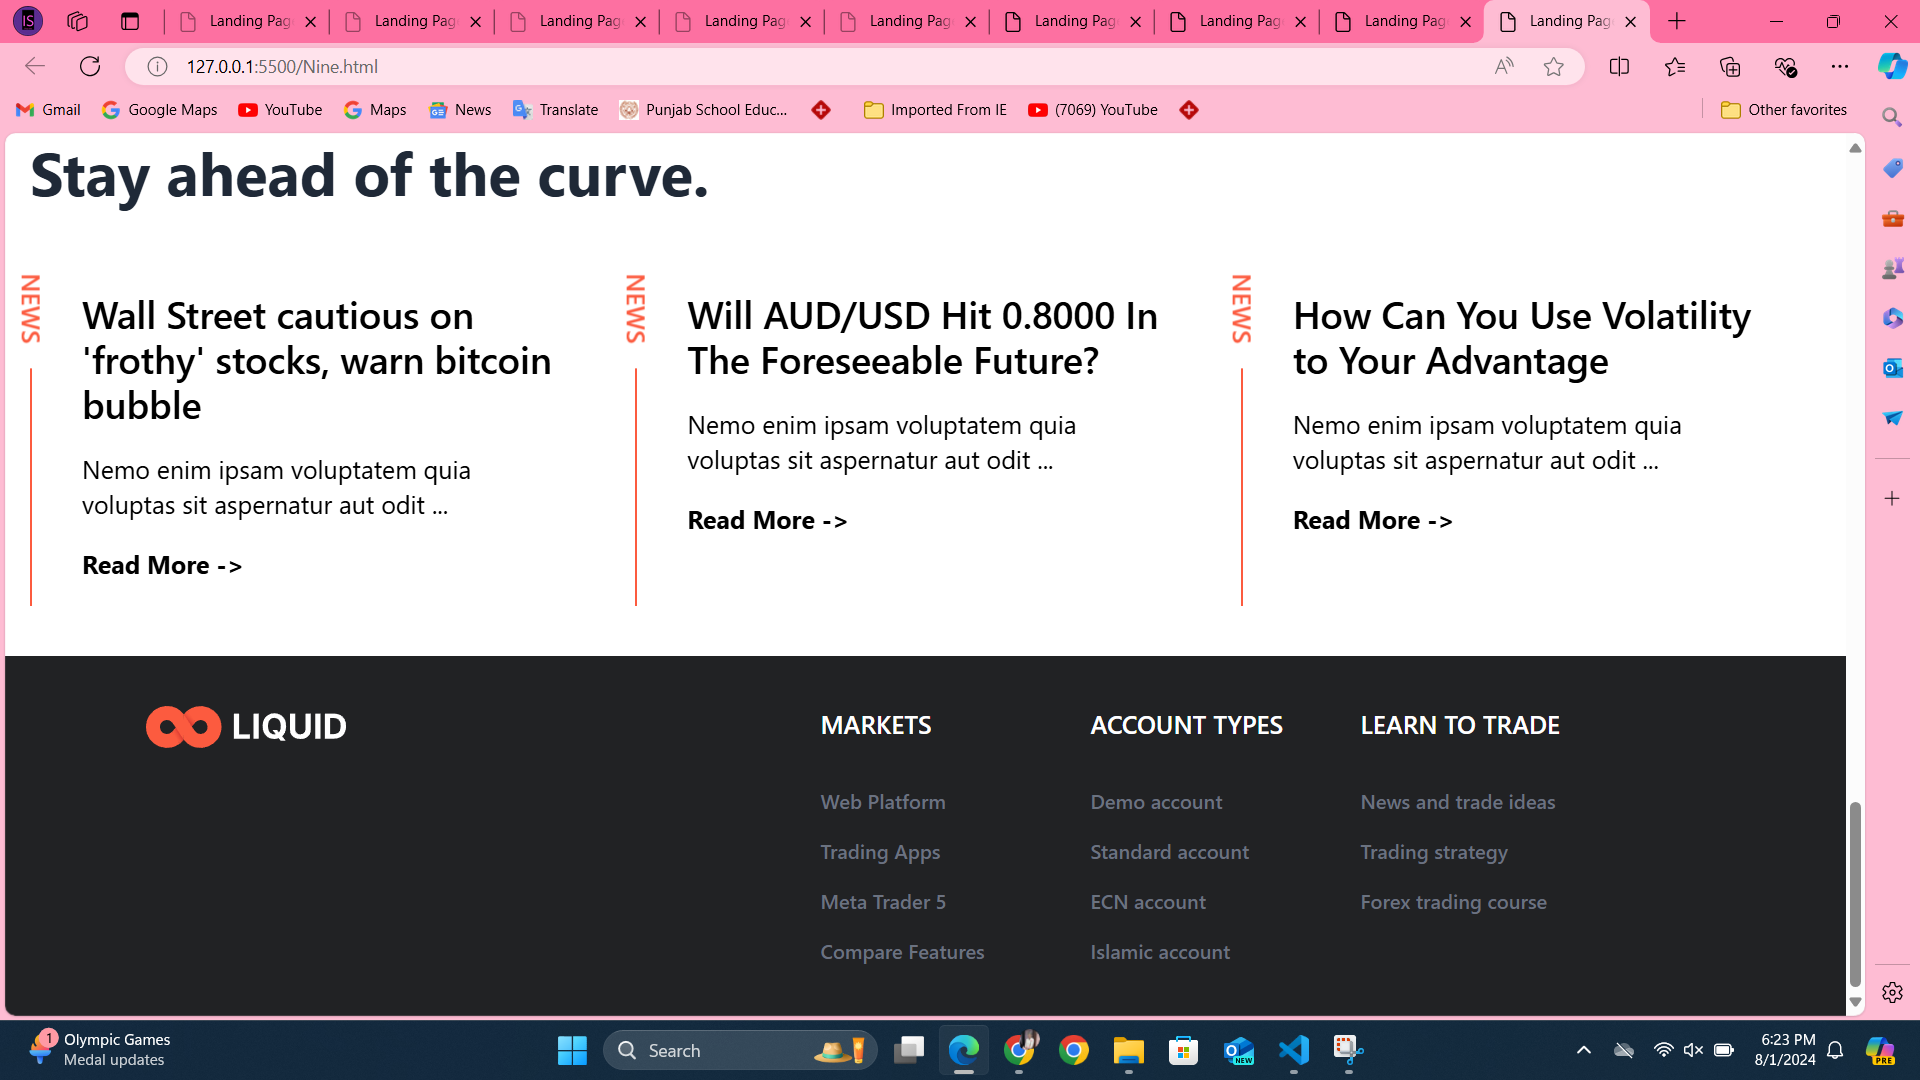 IS
Landing Pag
Landing Pag
Landing Pag
Landing Pag
Landing Pag
Landing Pag
Landing Pag
Landing Pag
Landing Pag
127.0.0.1:5500/Nine.html
Gmail
Google Maps
YouTube
Maps
News
Translate
Punjab School Educ...
Imported From IE
(7069) YouTube
Other favorites
Stay ahead of the curve.
NEWS
Wall Street cautious on
'frothy' stocks, warn bitcoin
bubble
Nemo enim ipsam voluptatem quia
voluptas sit aspernatur aut odit ...
Read More ->
NEWS
Will AUD/USD Hit 0.8000 In
The Foreseeable Future?
Nemo enim ipsam voluptatem quia
voluptas sit aspernatur aut odit ...
Read More ->
NEWS
How Can You Use Volatility
to Your Advantage
Nemo enim ipsam voluptatem quia
voluptas sit aspernatur aut odit ...
Read More ->
LIQUID
MARKETS
Web Platform
Trading Apps
Meta Trader 5
Compare Features
ACCOUNT TYPES
Demo account
Standard account
ECN account
Islamic account
LEARN TO TRADE
News and trade ideas
Trading strategy
Forex trading course
1
Olympic Games
Medal updates
Search
NEW
6:23 PM
8/1/2024
PRE